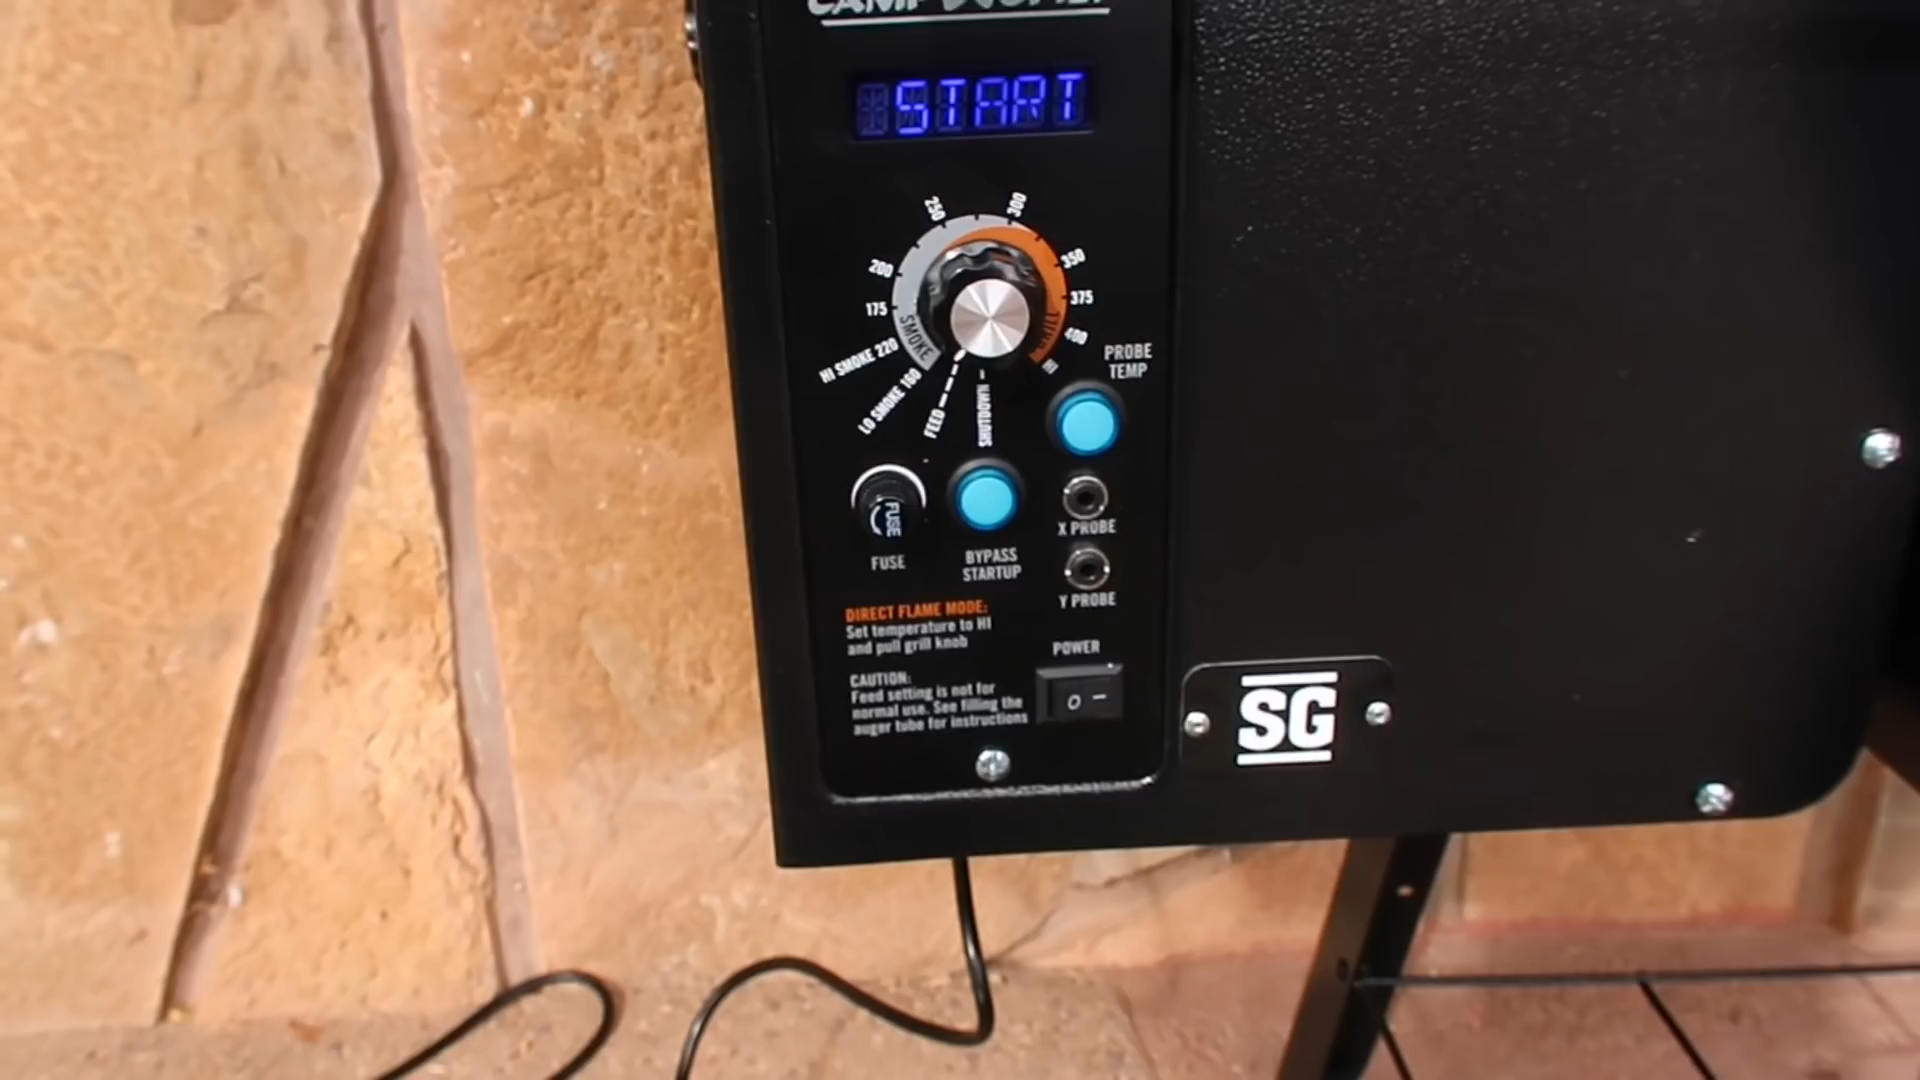 CAMP
START
250
300
200
350
175
375
SMOKE
GRILL
400
HI SMOKE 220
HI
LO SMOKE 160
FEED
SHUTDOWN
PROBE
TEMP
FUSE
FUSE
BYPASS
STARTUP
X PROBE
Y PROBE
DIRECT FLAME MODE:
Set temperature to HI
and pull grill knob
POWER
O –
CAUTION:
Feed setting is not for
normal use. See filling the
auger tube for instructions
SG